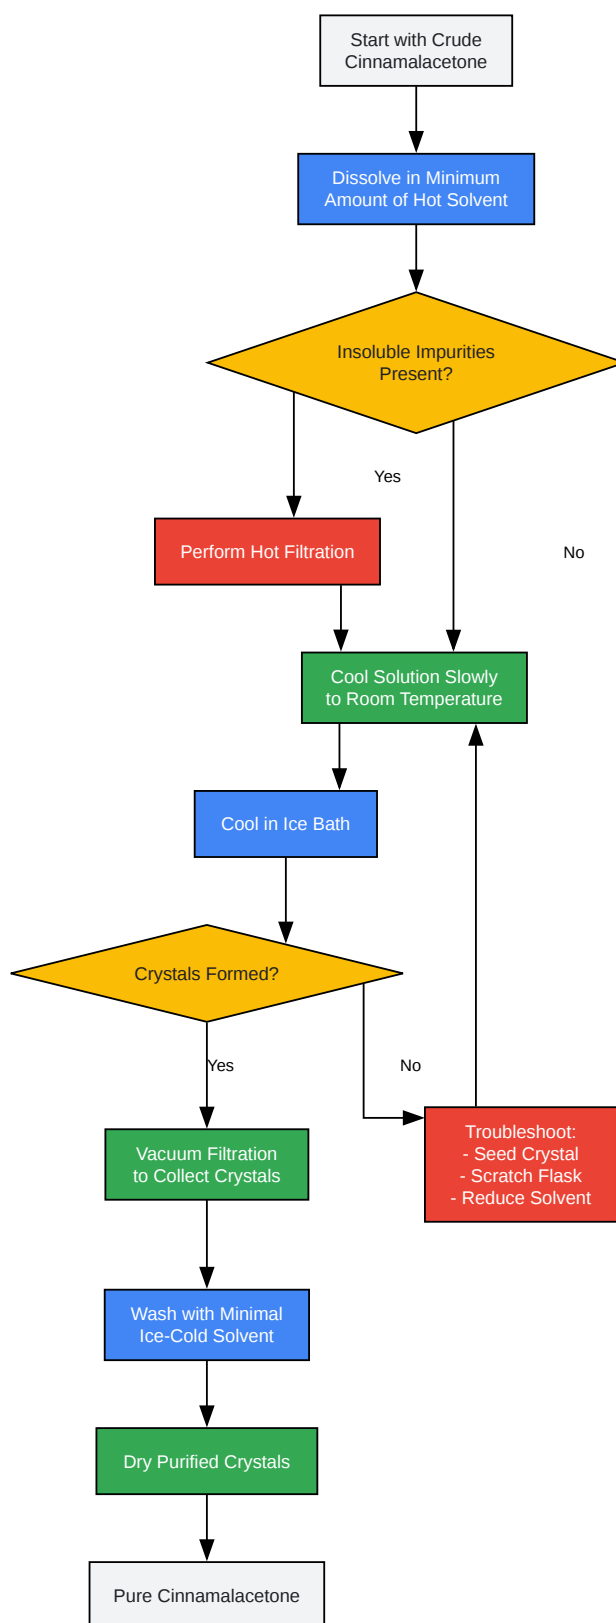 Start with Crude
Cinnamalacetone
Dissolve in Minimum
Amount of Hot Solvent
Insoluble Impurities
Present?
Yes
No
Perform Hot Filtration
Cool Solution Slowly
to Room Temperature
Cool in Ice Bath
Crystals Formed?
Yes
No
Troubleshoot:
- Seed Crystal
- Scratch Flask
- Reduce Solvent
Vacuum Filtration
to Collect Crystals
Wash with Minimal
Ice-Cold Solvent
Dry Purified Crystals
Pure Cinnamalacetone